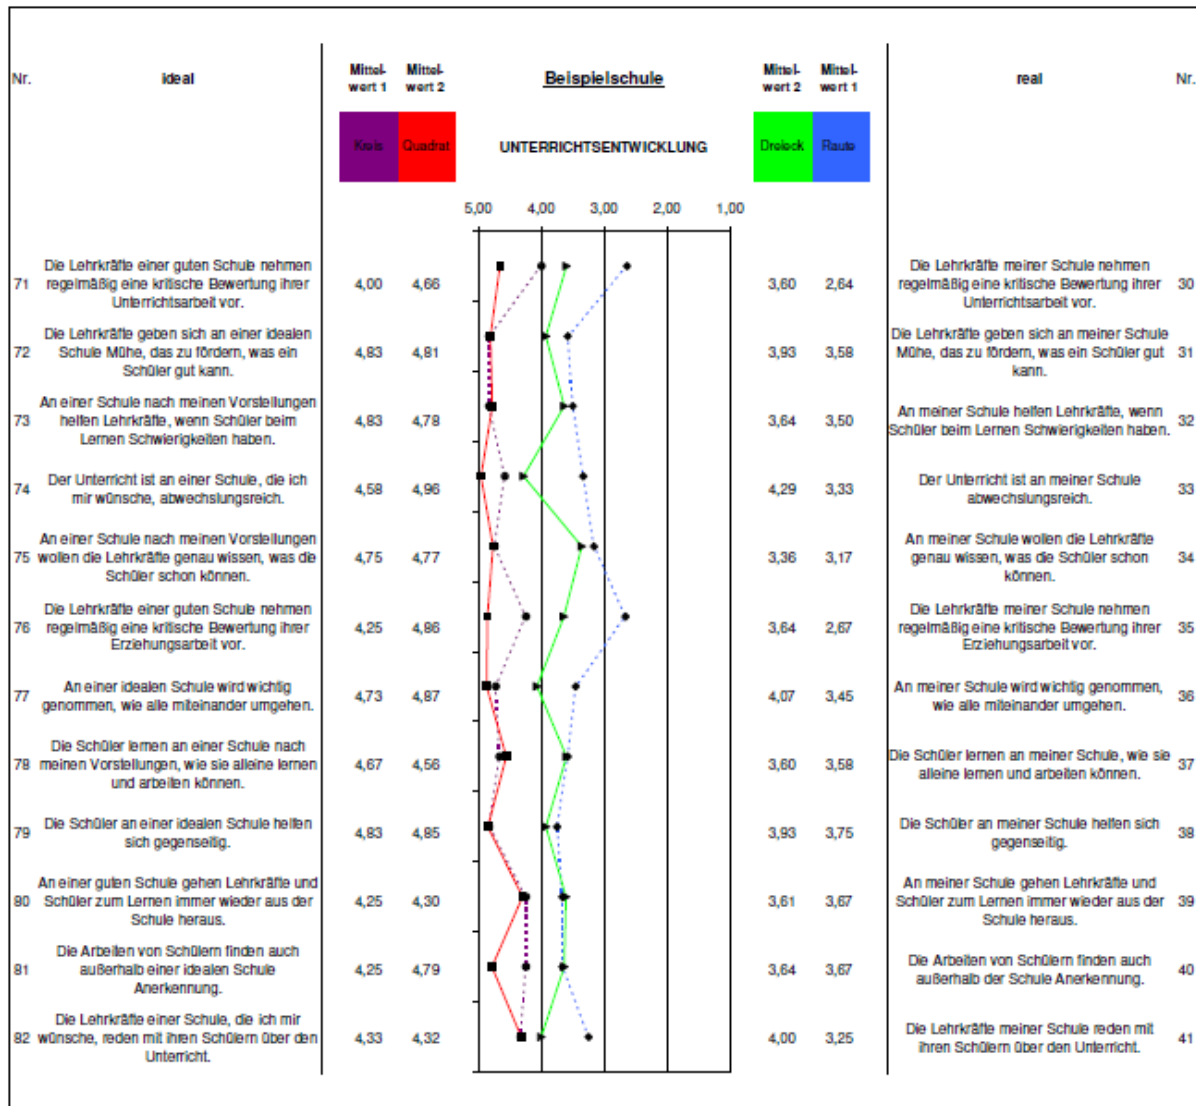 Nr.
ideal
Mittel-
wert 1
Mittel-
wert 2
Beispielschule
Mittel-
wert 2
Mittel-
wert 1
real
Nr.
Kreis
Quadrat
UNTERRICHTSENTWICKLUNG
Dreieck
Raute
5,00 4,00 3,00 2,00 1,00
71
Die Lehrkräfte einer guten Schule nehmen
regelmäßig eine kritische Bewertung ihrer
Unterrichtsarbeit vor.
4,00 4,66 3,60 2,64
Die Lehrkräfte meiner Schule nehmen
regelmäßig eine kritische Bewertung ihrer
Unterrichtsarbeit vor.
30
72
Die Lehrkräfte geben sich an einer idealen
Schule Mühe, das zu fördern, was ein
Schüler gut kann.
4,83 4,81 3,93 3,58
Die Lehrkräfte geben sich an meiner Schule
Mühe, das zu fördern, was ein Schüler gut
kann.
31
73
An einer Schule nach meinen Vorstellungen
helfen Lehrkräfte, wenn Schüler beim
Lernen Schwierigkeiten haben.
4,83 4,78 3,64 3,50
An meiner Schule helfen Lehrkräfte, wenn
Schüler beim Lernen Schwierigkeiten haben.
32
74
Der Unterricht ist an einer Schule, die ich
mir wünsche, abwechslungsreich.
4,58 4,96 4,29 3,33
Der Unterricht ist an meiner Schule
abwechslungsreich.
33
75
An einer Schule nach meinen Vorstellungen
wollen die Lehrkräfte genau wissen, was die
Schüler schon können.
4,75 4,77 3,36 3,17
An meiner Schule wollen die Lehrkräfte
genau wissen, was die Schüler schon
können.
34
76
Die Lehrkräfte einer guten Schule nehmen
regelmäßig eine kritische Bewertung ihrer
Erziehungsarbeit vor.
4,25 4,86 3,64 2,67
Die Lehrkräfte meiner Schule nehmen
regelmäßig eine kritische Bewertung ihrer
Erziehungsarbeit vor.
35
77
An einer idealen Schule wird wichtig
genommen, wie alle miteinander umgehen.
4,73 4,87 4,07 3,45
An meiner Schule wird wichtig genommen,
wie alle miteinander umgehen.
36
78
Die Schüler lernen an einer Schule nach
meinen Vorstellungen, wie sie alleine lernen
und arbeiten können.
4,67 4,56 3,60 3,58
Die Schüler lernen an meiner Schule, wie sie
alleine lernen und arbeiten können.
37
79
Die Schüler an einer idealen Schule helfen
sich gegenseitig.
4,83 4,85 3,93 3,75
Die Schüler an meiner Schule helfen sich
gegenseitig.
38
80
An einer guten Schule gehen Lehrkräfte und
Schüler zum Lernen immer wieder aus der
Schule heraus.
4,25 4,30 3,61 3,67
An meiner Schule gehen Lehrkräfte und
Schüler zum Lernen immer wieder aus der
Schule heraus.
39
81
Die Arbeiten von Schülern finden auch
außerhalb einer idealen Schule
Anerkennung.
4,25 4,79 3,64 3,67
Die Arbeiten von Schülern finden auch
außerhalb der Schule Anerkennung.
40
82
Die Lehrkräfte einer Schule, die ich mir
wünsche, reden mit ihren Schülern über den
Unterricht.
4,33 4,32 4,00 3,25
Die Lehrkräfte meiner Schule reden mit
ihren Schülern über den Unterricht.
41